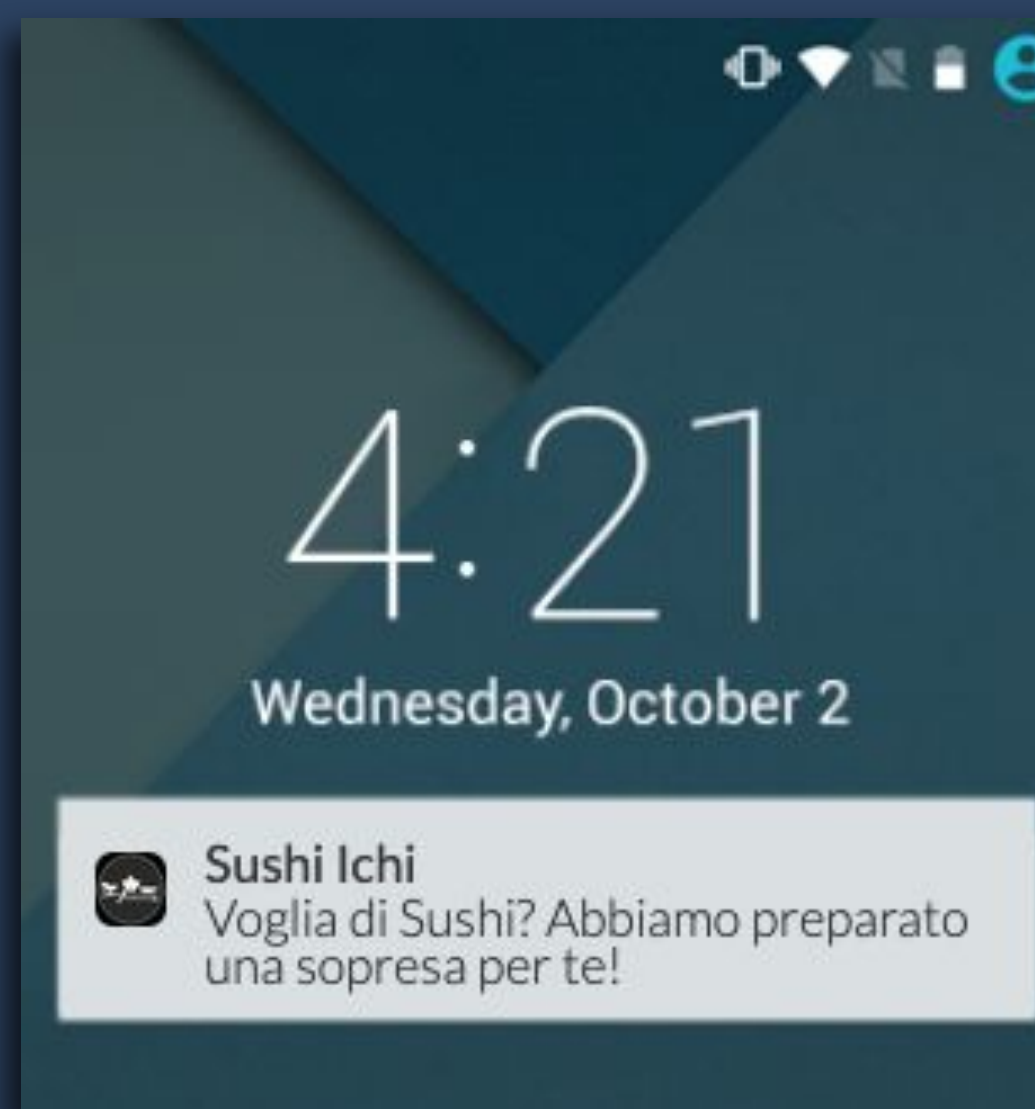 4:21
Wednesday, October 2
Sushi Ichi
Voglia di Sushi? Abbiamo preparato
una sopresa per te!